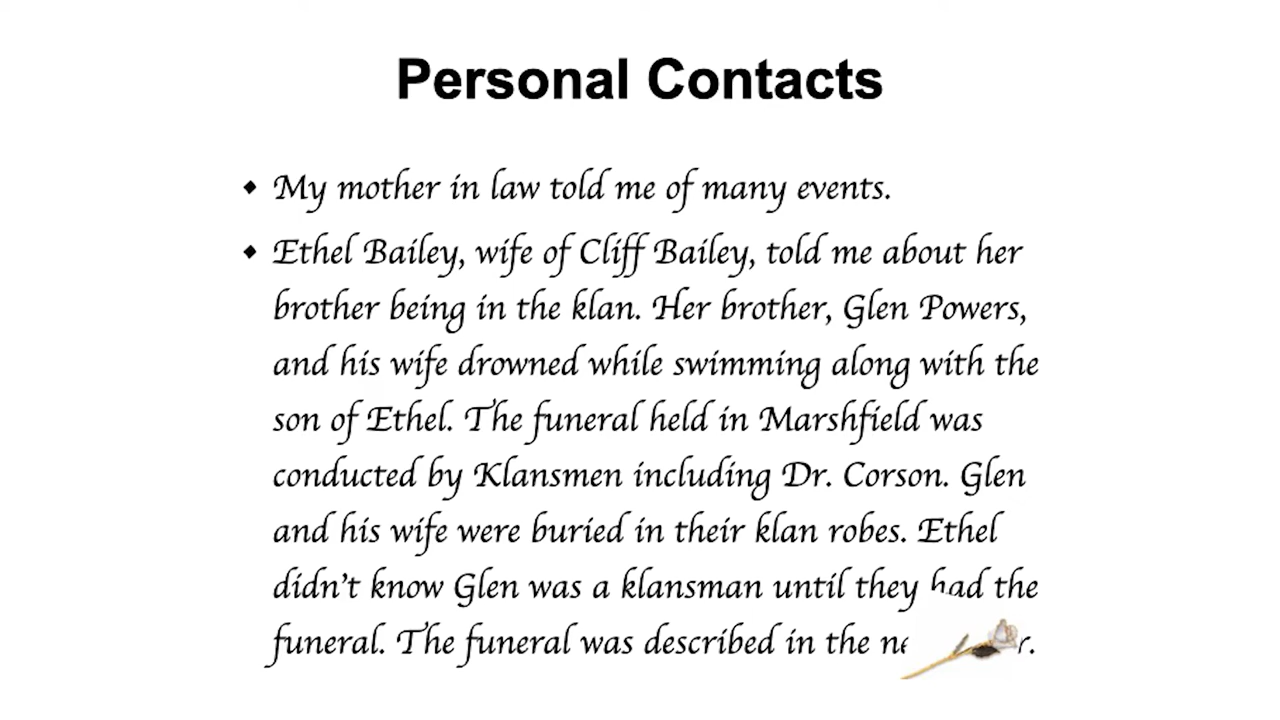 Personal Contacts
◆ My mother in law told me of many events.
◆ Ethel Bailey, wife of Cliff Bailey, told me about her
brother being in the klan. Her brother, Glen Powers,
and his wife drowned while swimming along with the
son of Ethel. The funeral held in Marshfield was
conducted by Klansmen including Dr. Corson. Glen
and his wife were buried in their klan robes. Ethel
didn't know Glen was a klansman until they had the
funeral. The funeral was described in the